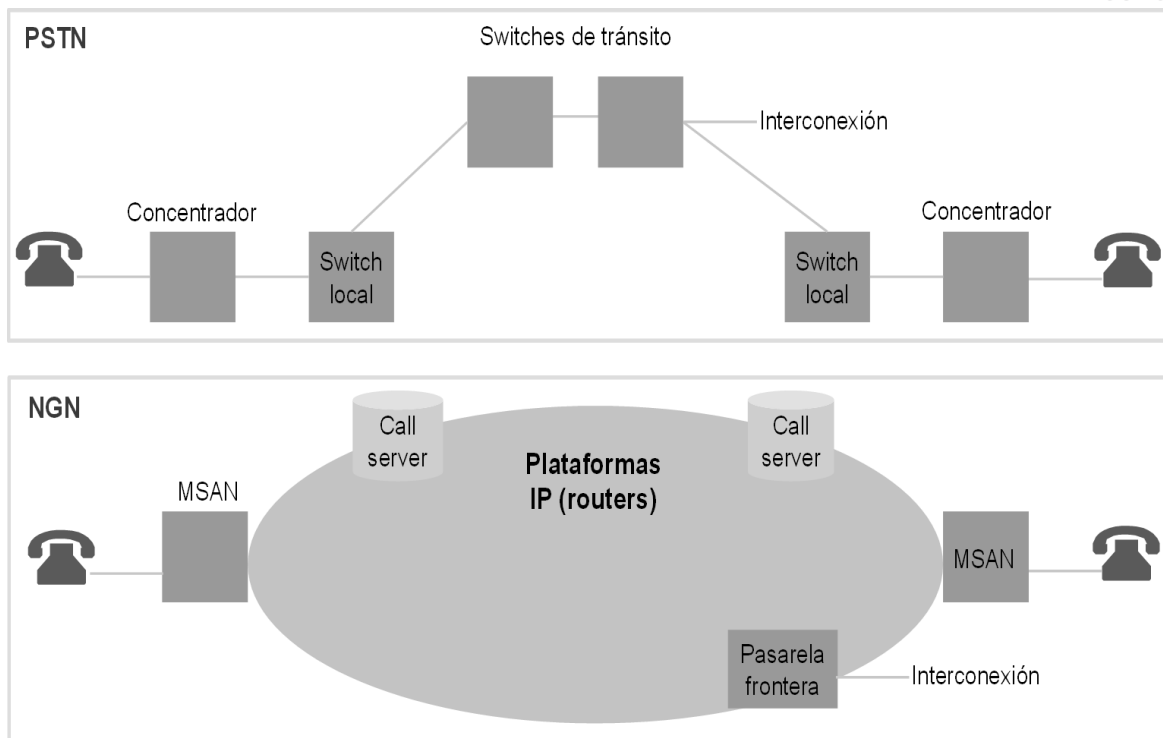 PSTN
Switches de tránsito
Interconexión
Concentrador
Concentrador
Switch
local
Switch
local
NGN
Call
server
Call
server
Plataformas
IP (routers)
MSAN
MSAN
Pasarela
frontera
Interconexión